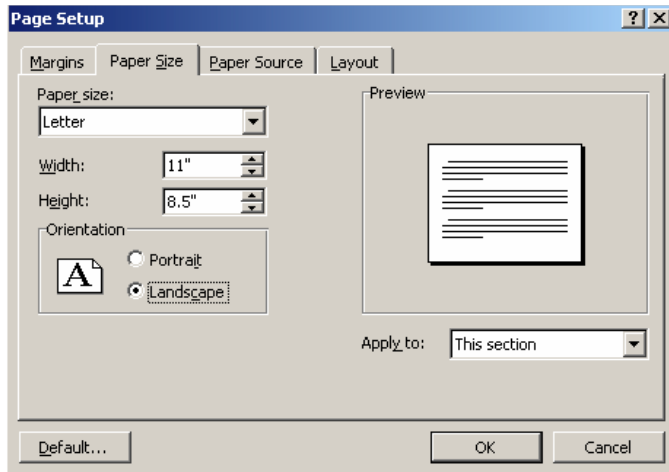 Page Setup
Margins Paper Size Paper Source Layout
Paper size:
Letter
Width: 11"
Height: 8.5"
Orientation
A
Portrait
Landscape
Preview
Apply to: This section
Default... OK Cancel